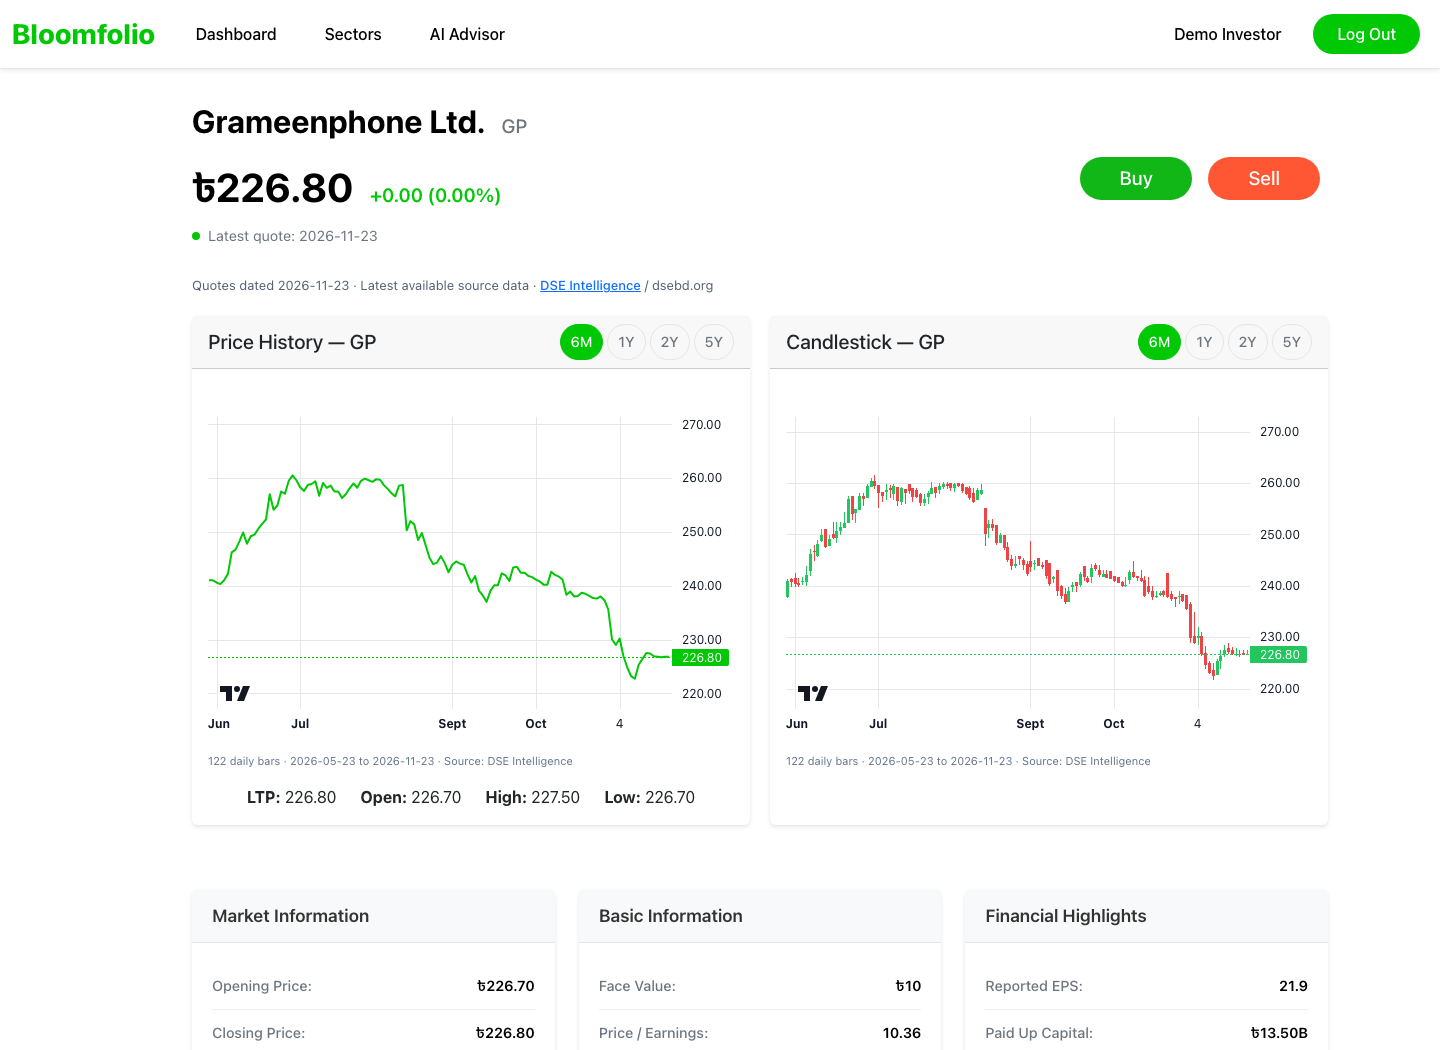 Bloomfolio Dashboard Sectors AI Advisor Demo Investor Log Out
Grameenphone Ltd. GP
৳226.80 +0.00 (0.00%)
Buy Sell
Latest quote: 2026-11-23
Quotes dated 2026-11-23 · Latest available source data · DSE Intelligence / dsebd.org
Price History — GP 6M 1Y 2Y 5Y
270.00
260.00
250.00
240.00
230.00
226.80
220.00
Jun Jul Sept Oct 4
122 daily bars · 2026-05-23 to 2026-11-23 · Source: DSE Intelligence
LTP: 226.80 Open: 226.70 High: 227.50 Low: 226.70
Candlestick — GP 6M 1Y 2Y 5Y
270.00
260.00
250.00
240.00
230.00
226.80
220.00
Jun Jul Sept Oct 4
122 daily bars · 2026-05-23 to 2026-11-23 · Source: DSE Intelligence
Market Information
Opening Price: ৳226.70
Closing Price: ৳226.80
Basic Information
Face Value: ৳10
Price / Earnings: 10.36
Financial Highlights
Reported EPS: 21.9
Paid Up Capital: ৳13.50B